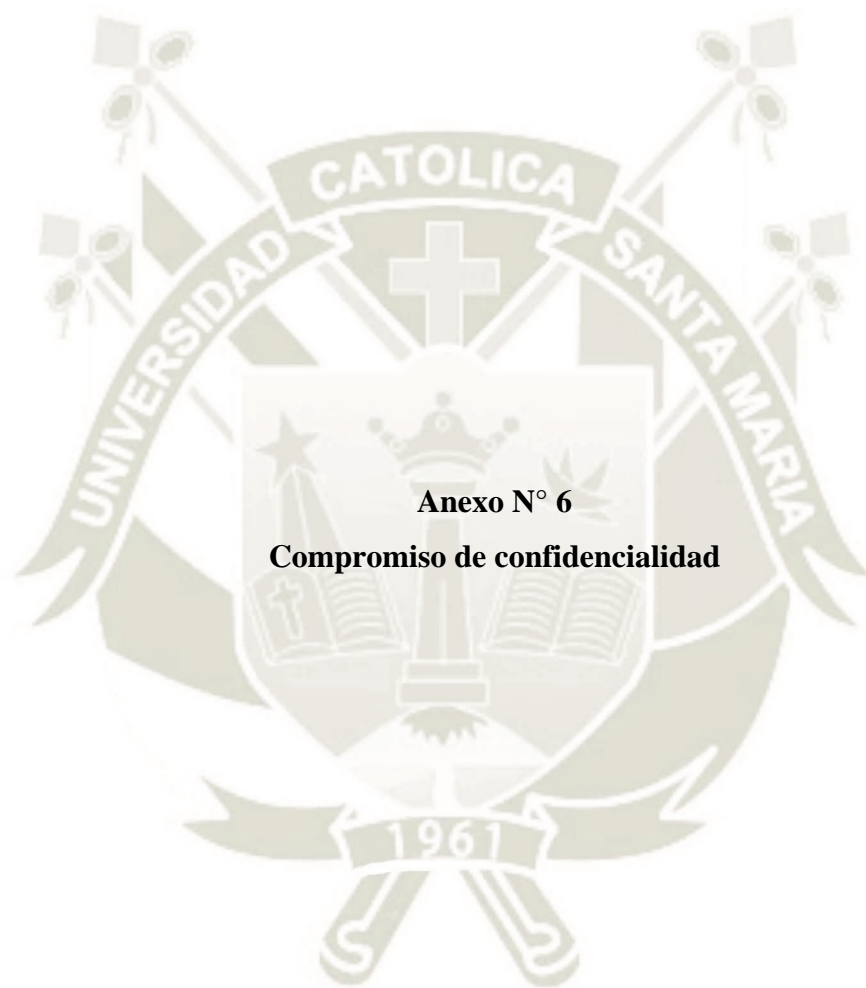 CATOLICA
UNIVERSIDAD
SANTA MARIA
Anexo N° 6
Compromiso de confidencialidad
1961